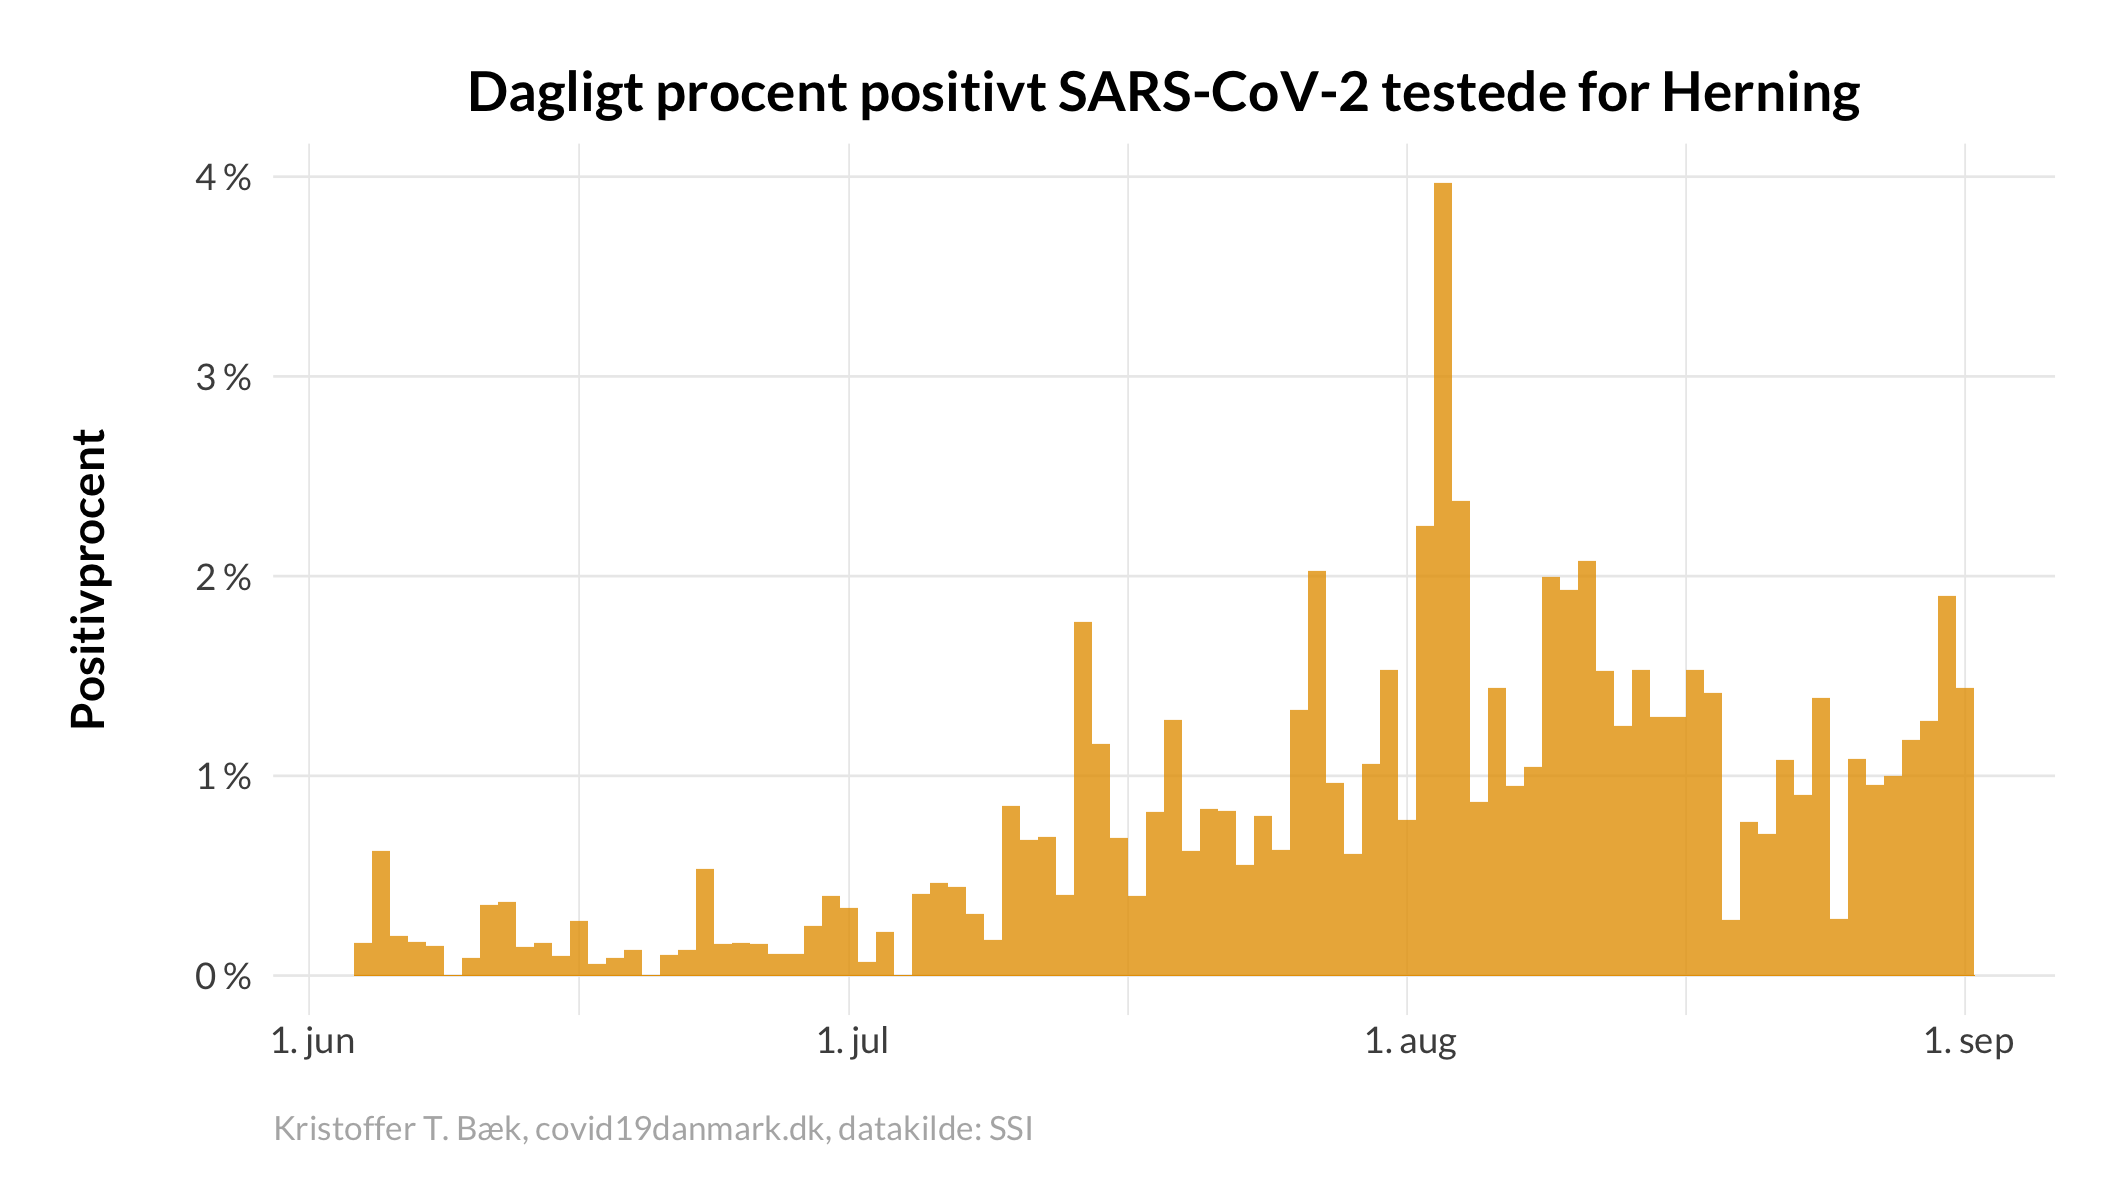 Dagligt procent positivt SARS-CoV-2 testede for Herning
Positivprocent
4 %
3 %
2 %
1 %
0 %
1. jun
1. jul
1. aug
1. sep
Kristoffer T. Bæk, covid19danmark.dk, datakilde: SSI